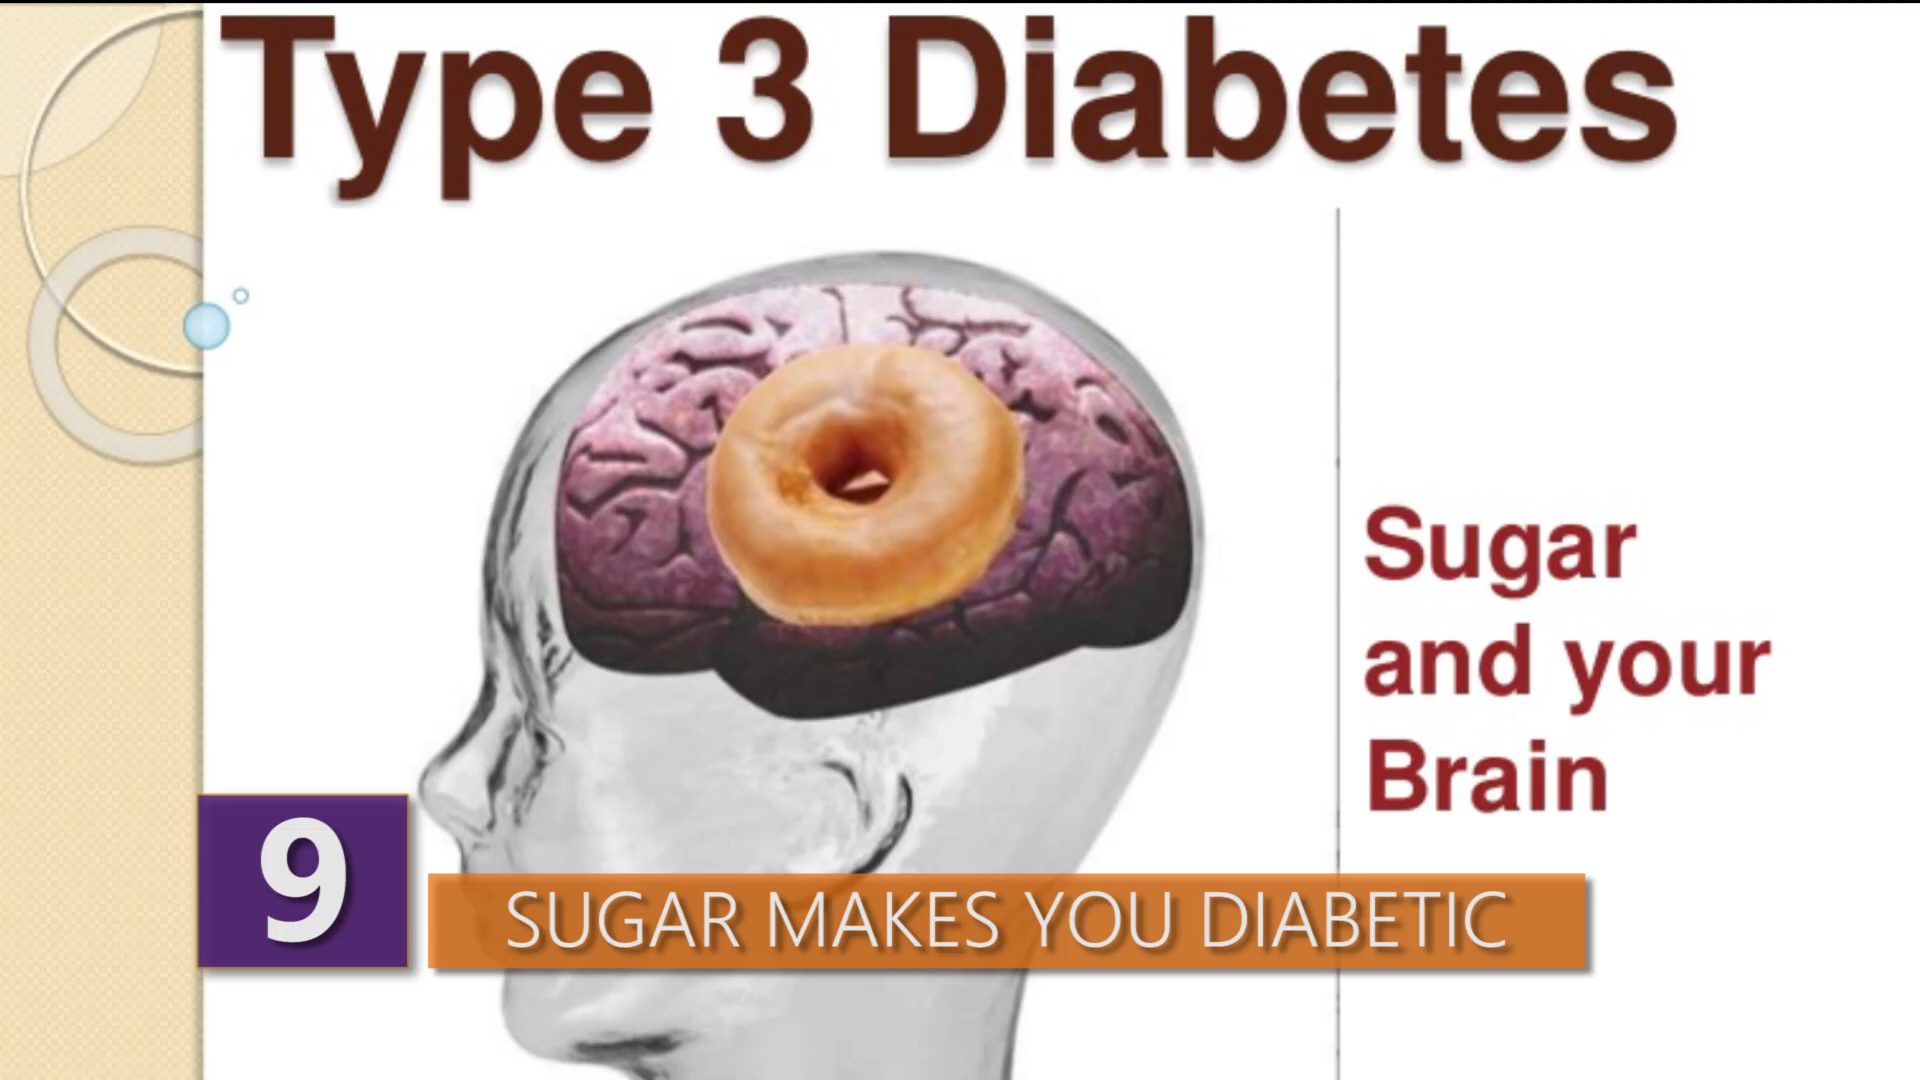 Type 3 Diabetes
Sugar
and your
Brain
9
SUGAR MAKES YOU DIABETIC